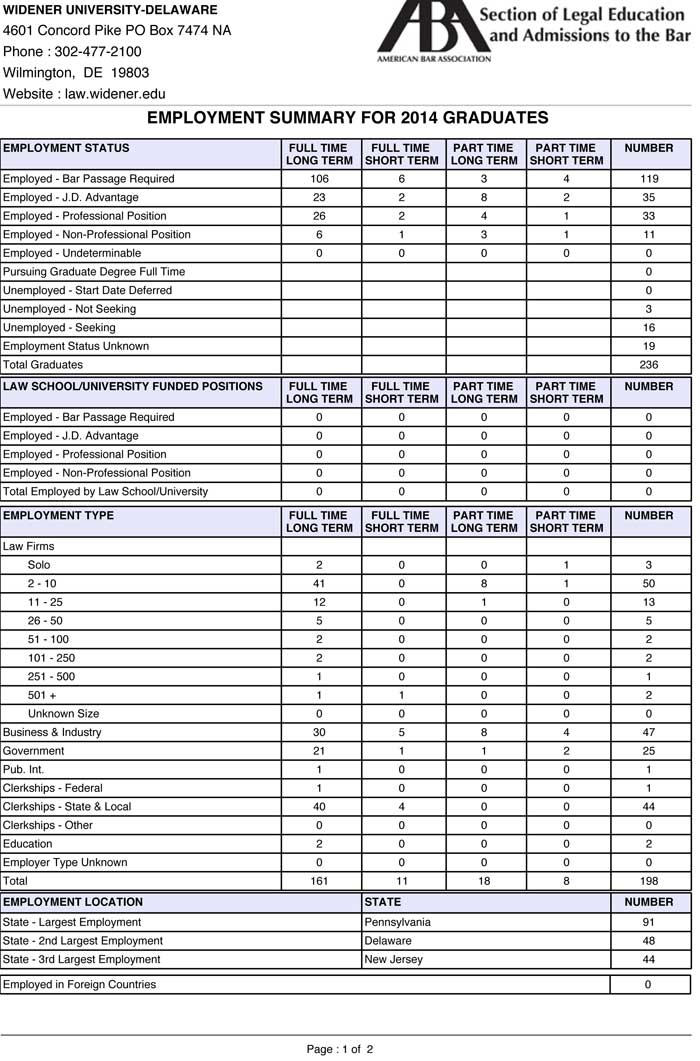 WIDENER UNIVERSITY-DELAWARE
4601 Concord Pike PO Box 7474 NA
Phone : 302-477-2100
Wilmington, DE 19803
Website : law.widener.edu
ABA
AMERICAN BAR ASSOCIATION
Section of Legal Education
and Admissions to the Bar
EMPLOYMENT SUMMARY FOR 2014 GRADUATES
EMPLOYMENT STATUS FULL TIME LONG TERM FULL TIME SHORT TERM PART TIME LONG TERM PART TIME SHORT TERM NUMBER
Employed - Bar Passage Required 106 6 3 4 119
Employed - J.D. Advantage 23 2 8 2 35
Employed - Professional Position 26 2 4 1 33
Employed - Non-Professional Position 6 1 3 1 11
Employed - Undeterminable 0 0 0 0 0
Pursuing Graduate Degree Full Time 0
Unemployed - Start Date Deferred 0
Unemployed - Not Seeking 3
Unemployed - Seeking 16
Employment Status Unknown 19
Total Graduates 236
LAW SCHOOL/UNIVERSITY FUNDED POSITIONS FULL TIME LONG TERM FULL TIME SHORT TERM PART TIME LONG TERM PART TIME SHORT TERM NUMBER
Employed - Bar Passage Required 0 0 0 0 0
Employed - J.D. Advantage 0 0 0 0 0
Employed - Professional Position 0 0 0 0 0
Employed - Non-Professional Position 0 0 0 0 0
Total Employed by Law School/University 0 0 0 0 0
EMPLOYMENT TYPE FULL TIME LONG TERM FULL TIME SHORT TERM PART TIME LONG TERM PART TIME SHORT TERM NUMBER
Law Firms
Solo 2 0 0 1 3
2 - 10 41 0 8 1 50
11 - 25 12 0 1 0 13
26 - 50 5 0 0 0 5
51 - 100 2 0 0 0 2
101 - 250 2 0 0 0 2
251 - 500 1 0 0 0 1
501 + 1 1 0 0 2
Unknown Size 0 0 0 0 0
Business & Industry 30 5 8 4 47
Government 21 1 1 2 25
Pub. Int. 1 0 0 0 1
Clerkships - Federal 1 0 0 0 1
Clerkships - State & Local 40 4 0 0 44
Clerkships - Other 0 0 0 0 0
Education 2 0 0 0 2
Employer Type Unknown 0 0 0 0 0
Total 161 11 18 8 198
EMPLOYMENT LOCATION STATE NUMBER
State - Largest Employment Pennsylvania 91
State - 2nd Largest Employment Delaware 48
State - 3rd Largest Employment New Jersey 44
Employed in Foreign Countries 0
Page : 1 of 2